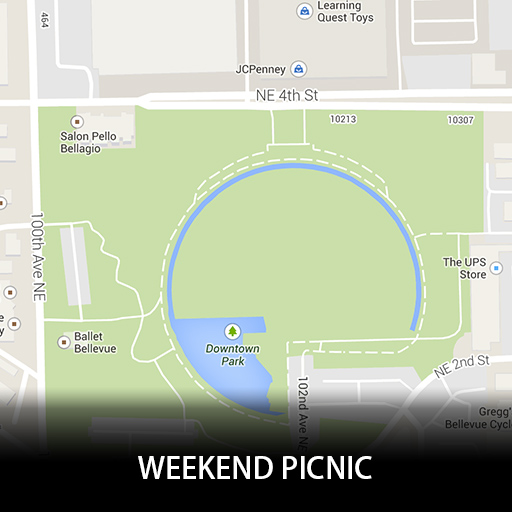 Learning
Quest Toys
464
JCPenney
NE 4th St
10213
10307
Salon Pello
Bellagio
100th Ave NE
The UPS
Store
Ballet
Bellevue
Downtown
Park
NE 2nd St
102nd Ave N
Gregg's
Bellevue Cyc
WEEKEND PICNIC